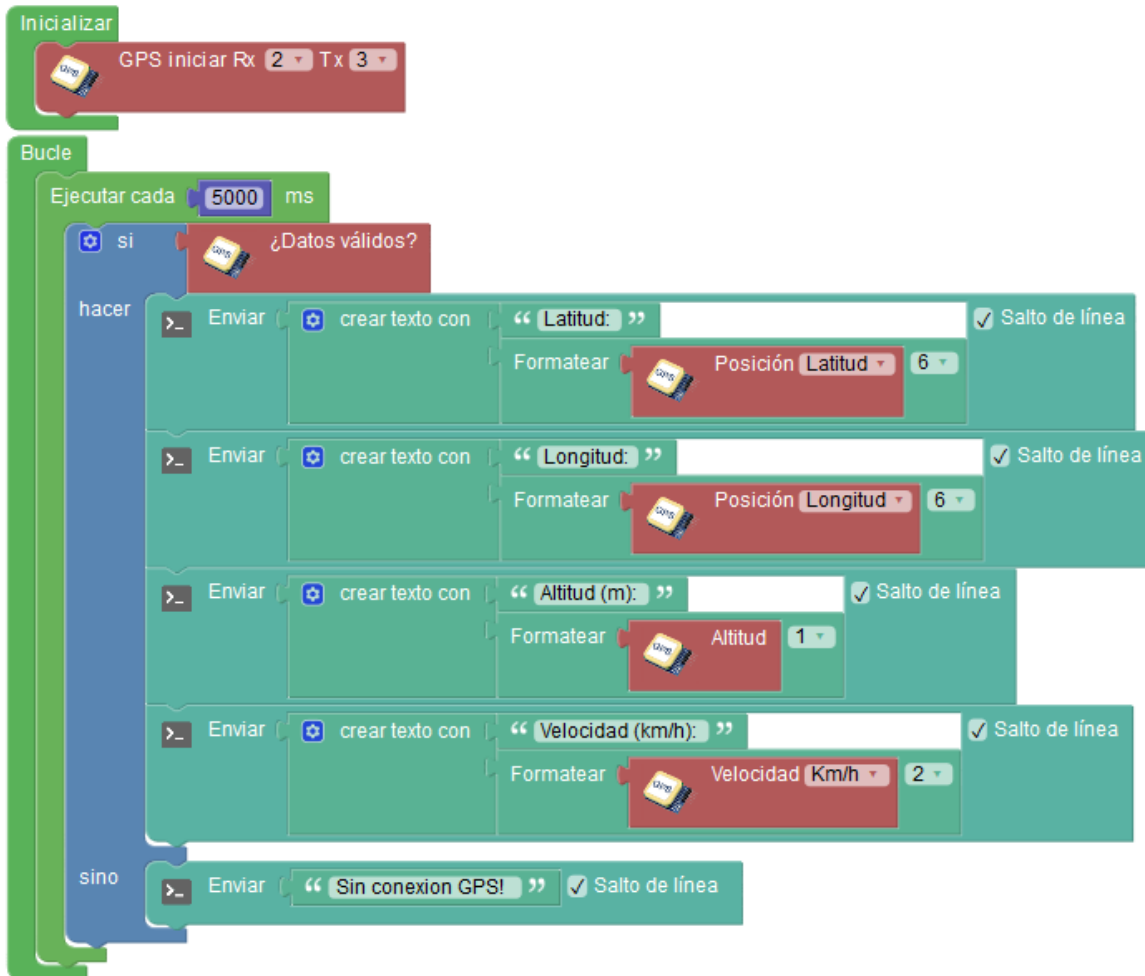 Inicializar
GPS iniciar Rx 2 Tx 3
Bucle
Ejecutar cada 5000 ms
si ¿Datos válidos?
hacer
>_ Enviar crear texto con “ Latitud: ” Salto de línea
Formatear Posición Latitud 6
>_ Enviar crear texto con “ Longitud: ” Salto de línea
Formatear Posición Longitud 6
>_ Enviar crear texto con “ Altitud (m): ” Salto de línea
Formatear Altitud 1
>_ Enviar crear texto con “ Velocidad (km/h): ” Salto de línea
Formatear Velocidad Km/h 2
sino
>_ Enviar “ Sin conexion GPS! ” Salto de línea